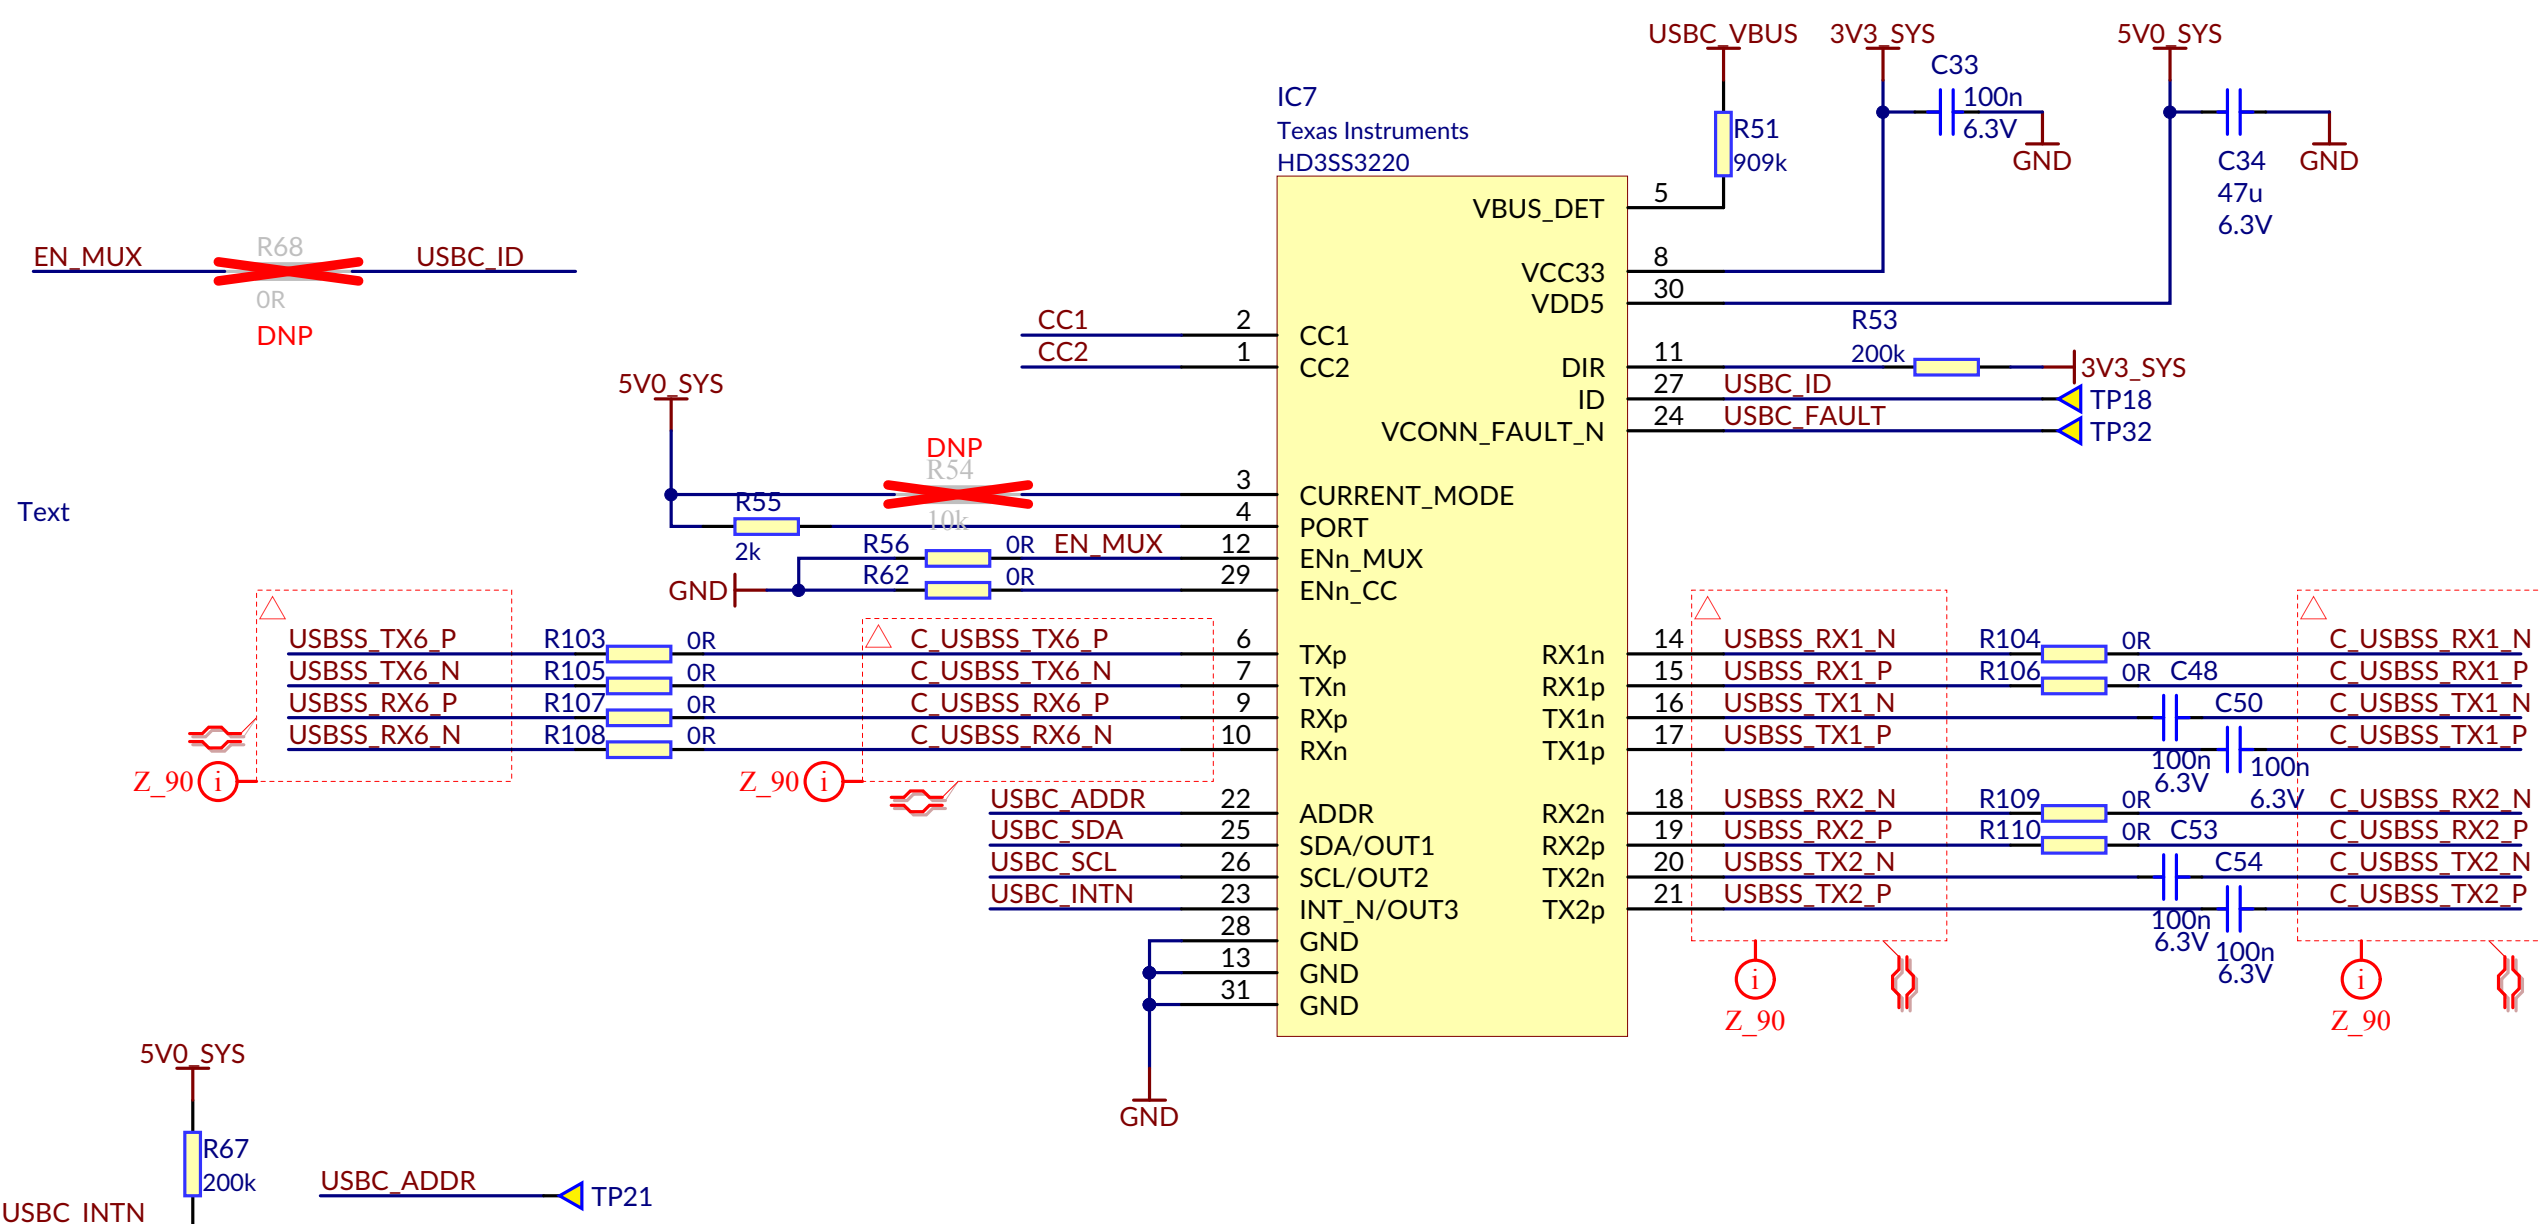 USBC_VBUS 3V3_SYS 5V0_SYS
C33
100n
6.3V
GND
C34
47u
6.3V
GND
R51
909k
IC7
Texas Instruments
HD3SS3220
EN_MUX R68 USBC_ID
0R
DNP
VBUS_DET 5
VCC33 8
VDD5 30
CC1 2 CC1
CC2 1 CC2
R53
DIR 11 200k 3V3_SYS
ID 27 USBC_ID TP18
VCONN_FAULT_N 24 USBC_FAULT TP32
5V0_SYS
DNP
R54
10k
3 CURRENT_MODE
Text
R55
2k
4 PORT
R56 0R EN_MUX 12 ENn_MUX
GND R62 0R 29 ENn_CC
USBSS_TX6_P R103 0R C_USBSS_TX6_P 6 TXp
USBSS_TX6_N R105 0R C_USBSS_TX6_N 7 TXn
USBSS_RX6_P R107 0R C_USBSS_RX6_P 9 RXp
USBSS_RX6_N R108 0R C_USBSS_RX6_N 10 RXn
Z_90 i
Z_90 i
RX1n 14 USBSS_RX1_N R104 0R C_USBSS_RX1_N
RX1p 15 USBSS_RX1_P R106 0R C48 C_USBSS_RX1_P
TX1n 16 USBSS_TX1_N C50 C_USBSS_TX1_N
TX1p 17 USBSS_TX1_P C_USBSS_TX1_P
100n
6.3V
100n
6.3V
USBC_ADDR 22 ADDR
USBC_SDA 25 SDA/OUT1
USBC_SCL 26 SCL/OUT2
USBC_INTN 23 INT_N/OUT3
RX2n 18 USBSS_RX2_N R109 0R C_USBSS_RX2_N
RX2p 19 USBSS_RX2_P R110 0R C53 C_USBSS_RX2_P
TX2n 20 USBSS_TX2_N C54 C_USBSS_TX2_N
TX2p 21 USBSS_TX2_P C_USBSS_TX2_P
100n
6.3V
100n
6.3V
28 GND
13 GND
31 GND
i
Z_90
i
Z_90
GND
5V0_SYS
R67
200k
USBC_ADDR TP21
USBC_INTN